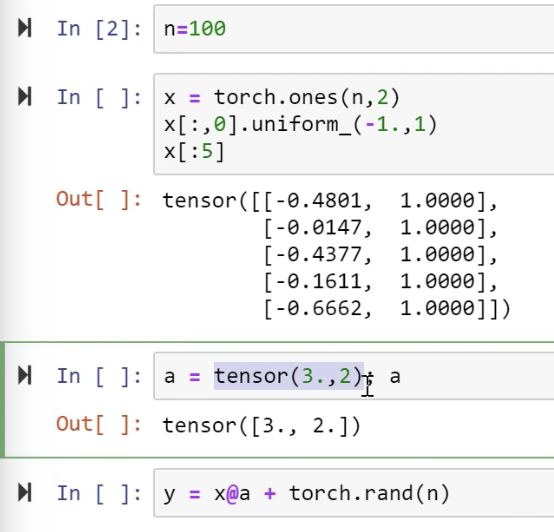 In [2]: n=100
In [ ]: x = torch.ones(n,2)
x[:,0].uniform_(-1.,1)
x[:5]
Out[ ]: tensor([[-0.4801, 1.0000],
[-0.0147, 1.0000],
[-0.4377, 1.0000],
[-0.1611, 1.0000],
[-0.6662, 1.0000]])
In [ ]: a = tensor(3.,2); a
Out[ ]: tensor([3., 2.])
In [ ]: y = x@a + torch.rand(n)